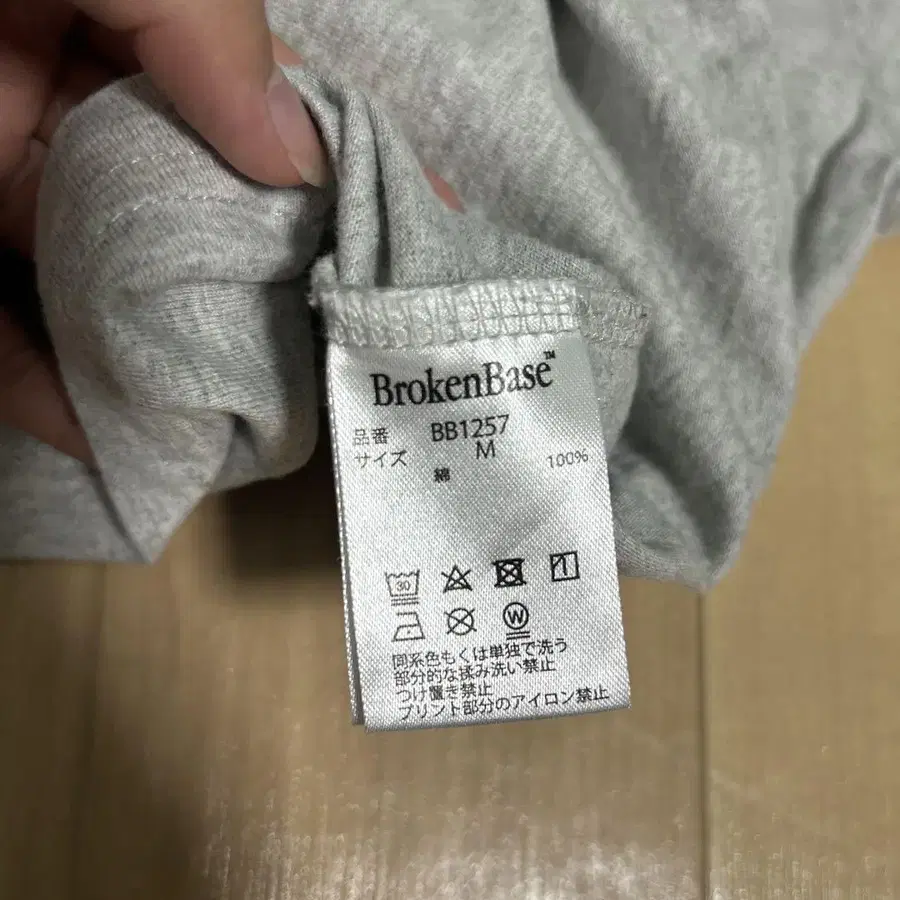 BrokenBase™
品番 BB1257
サイズ M
綿 100%
30
W
同系色もくは単独で洗う
部分的な揉み洗い禁止
つけ置き禁止
プリント部分のアイロン禁止